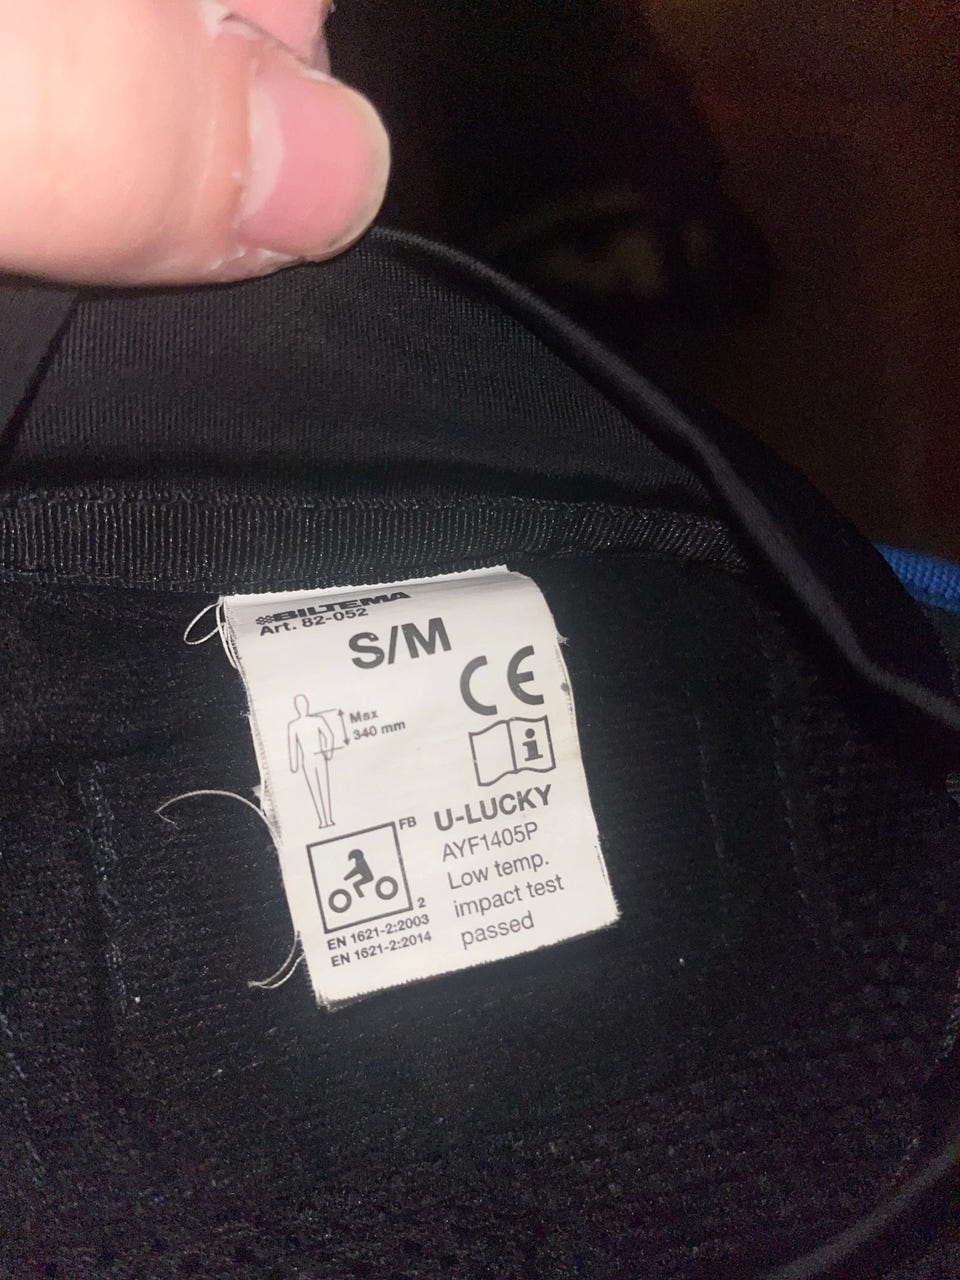 BILTEMA
Art. 82-052
S/M
CE
Max
340 mm
i
U-LUCKY
AYF1405P
Low temp.
impact test
passed
FB
2
EN 1621-2:2003
EN 1621-2:2014